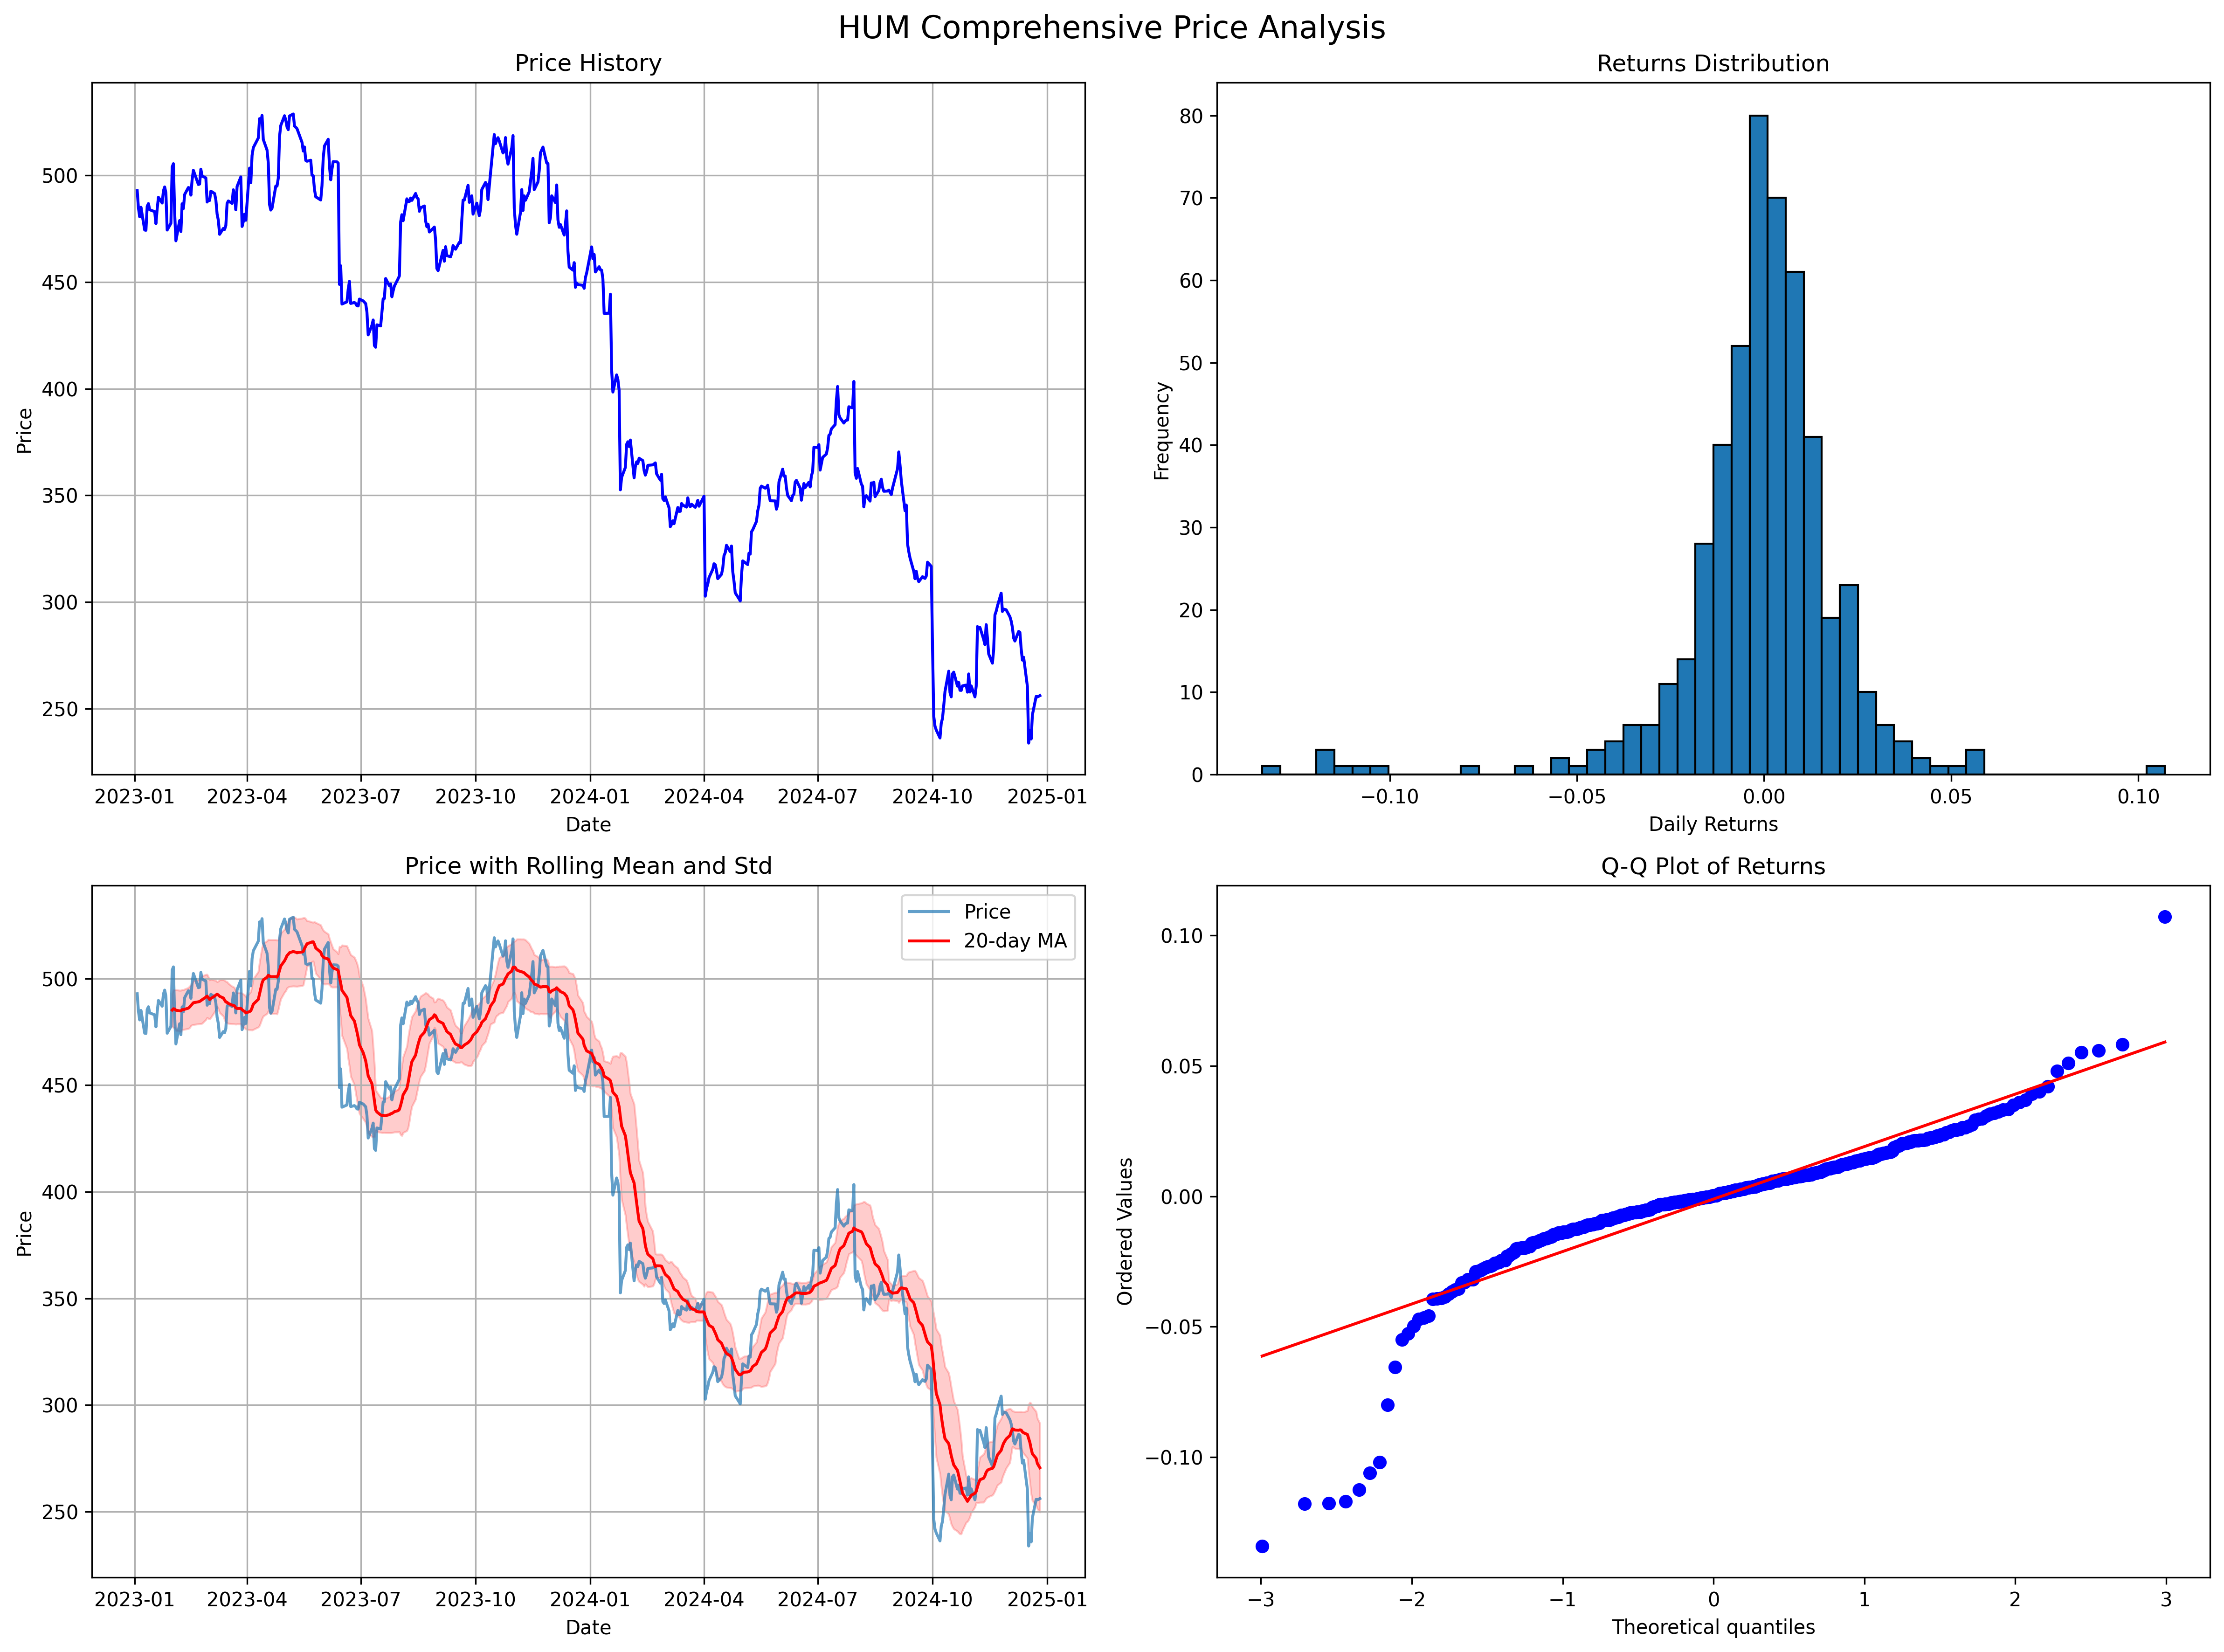 HUM Comprehensive Price Analysis
Price History
Price
500
450
400
350
300
250
2023-01 2023-04 2023-07 2023-10 2024-01 2024-04 2024-07 2024-10 2025-01
Date
Returns Distribution
Frequency
80
70
60
50
40
30
20
10
0
−0.10 −0.05 0.00 0.05 0.10
Daily Returns
Price with Rolling Mean and Std
Price
20-day MA
Price
500
450
400
350
300
250
2023-01 2023-04 2023-07 2023-10 2024-01 2024-04 2024-07 2024-10 2025-01
Date
Q-Q Plot of Returns
Ordered Values
0.10
0.05
0.00
−0.05
−0.10
−3 −2 −1 0 1 2 3
Theoretical quantiles